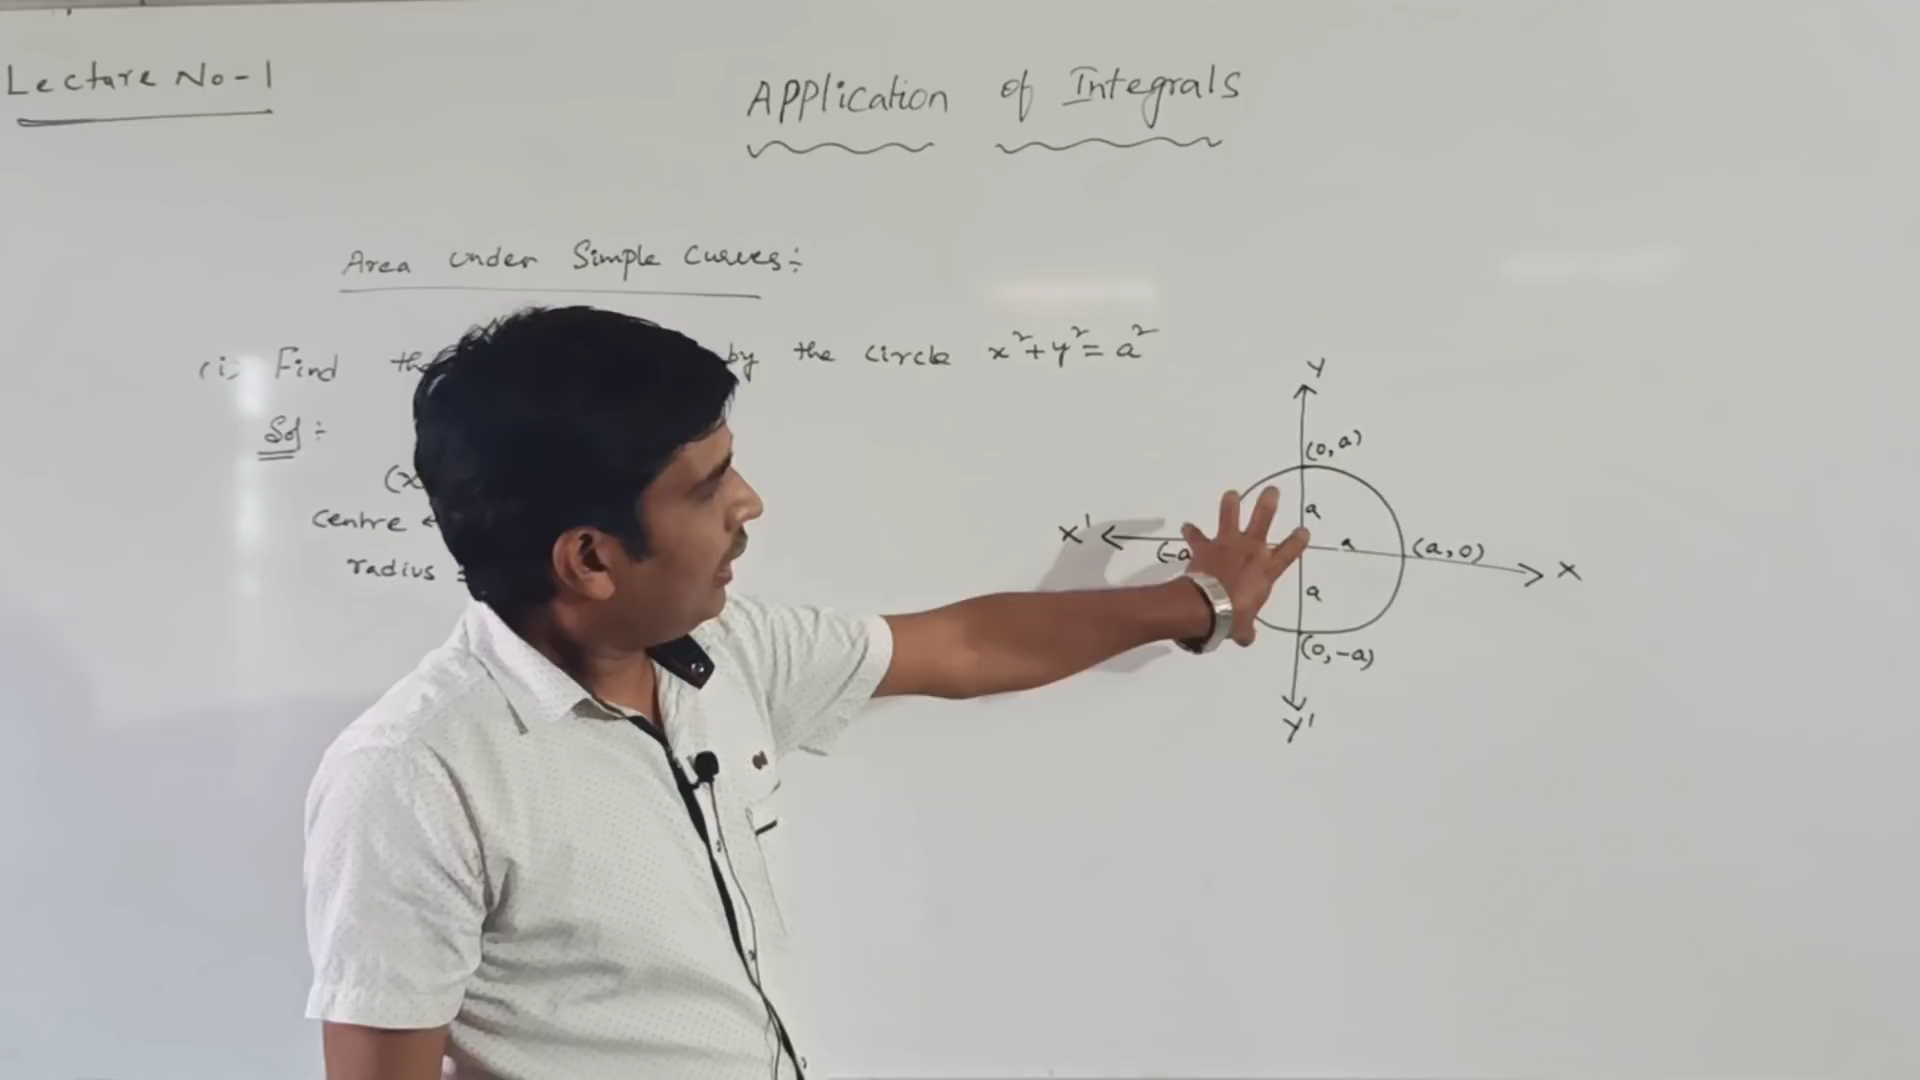 Lecture No-1
Application of Integrals
Area under Simple Curves:
(i) Find by the circle x²+y²= a²
Sol:
(x
Centre
radius =
Y
(0, a)
a
X' (-a a (a, 0) X
a
(0, -a)
Y'